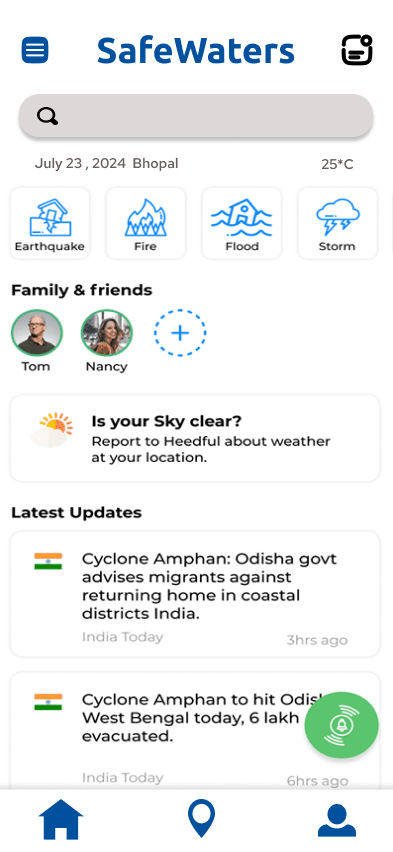 SafeWaters
July 23 , 2024 Bhopal
25*C
Earthquake
Fire
Flood
Storm
Family & friends
Tom
Nancy
Is your Sky clear?
Report to Heedful about weather
at your location.
Latest Updates
Cyclone Amphan: Odisha govt
advises migrants against
returning home in coastal
districts India.
India Today
3hrs ago
Cyclone Amphan to hit
West Bengal today, 6 lakh
evacuated.
India Today
6hrs ago